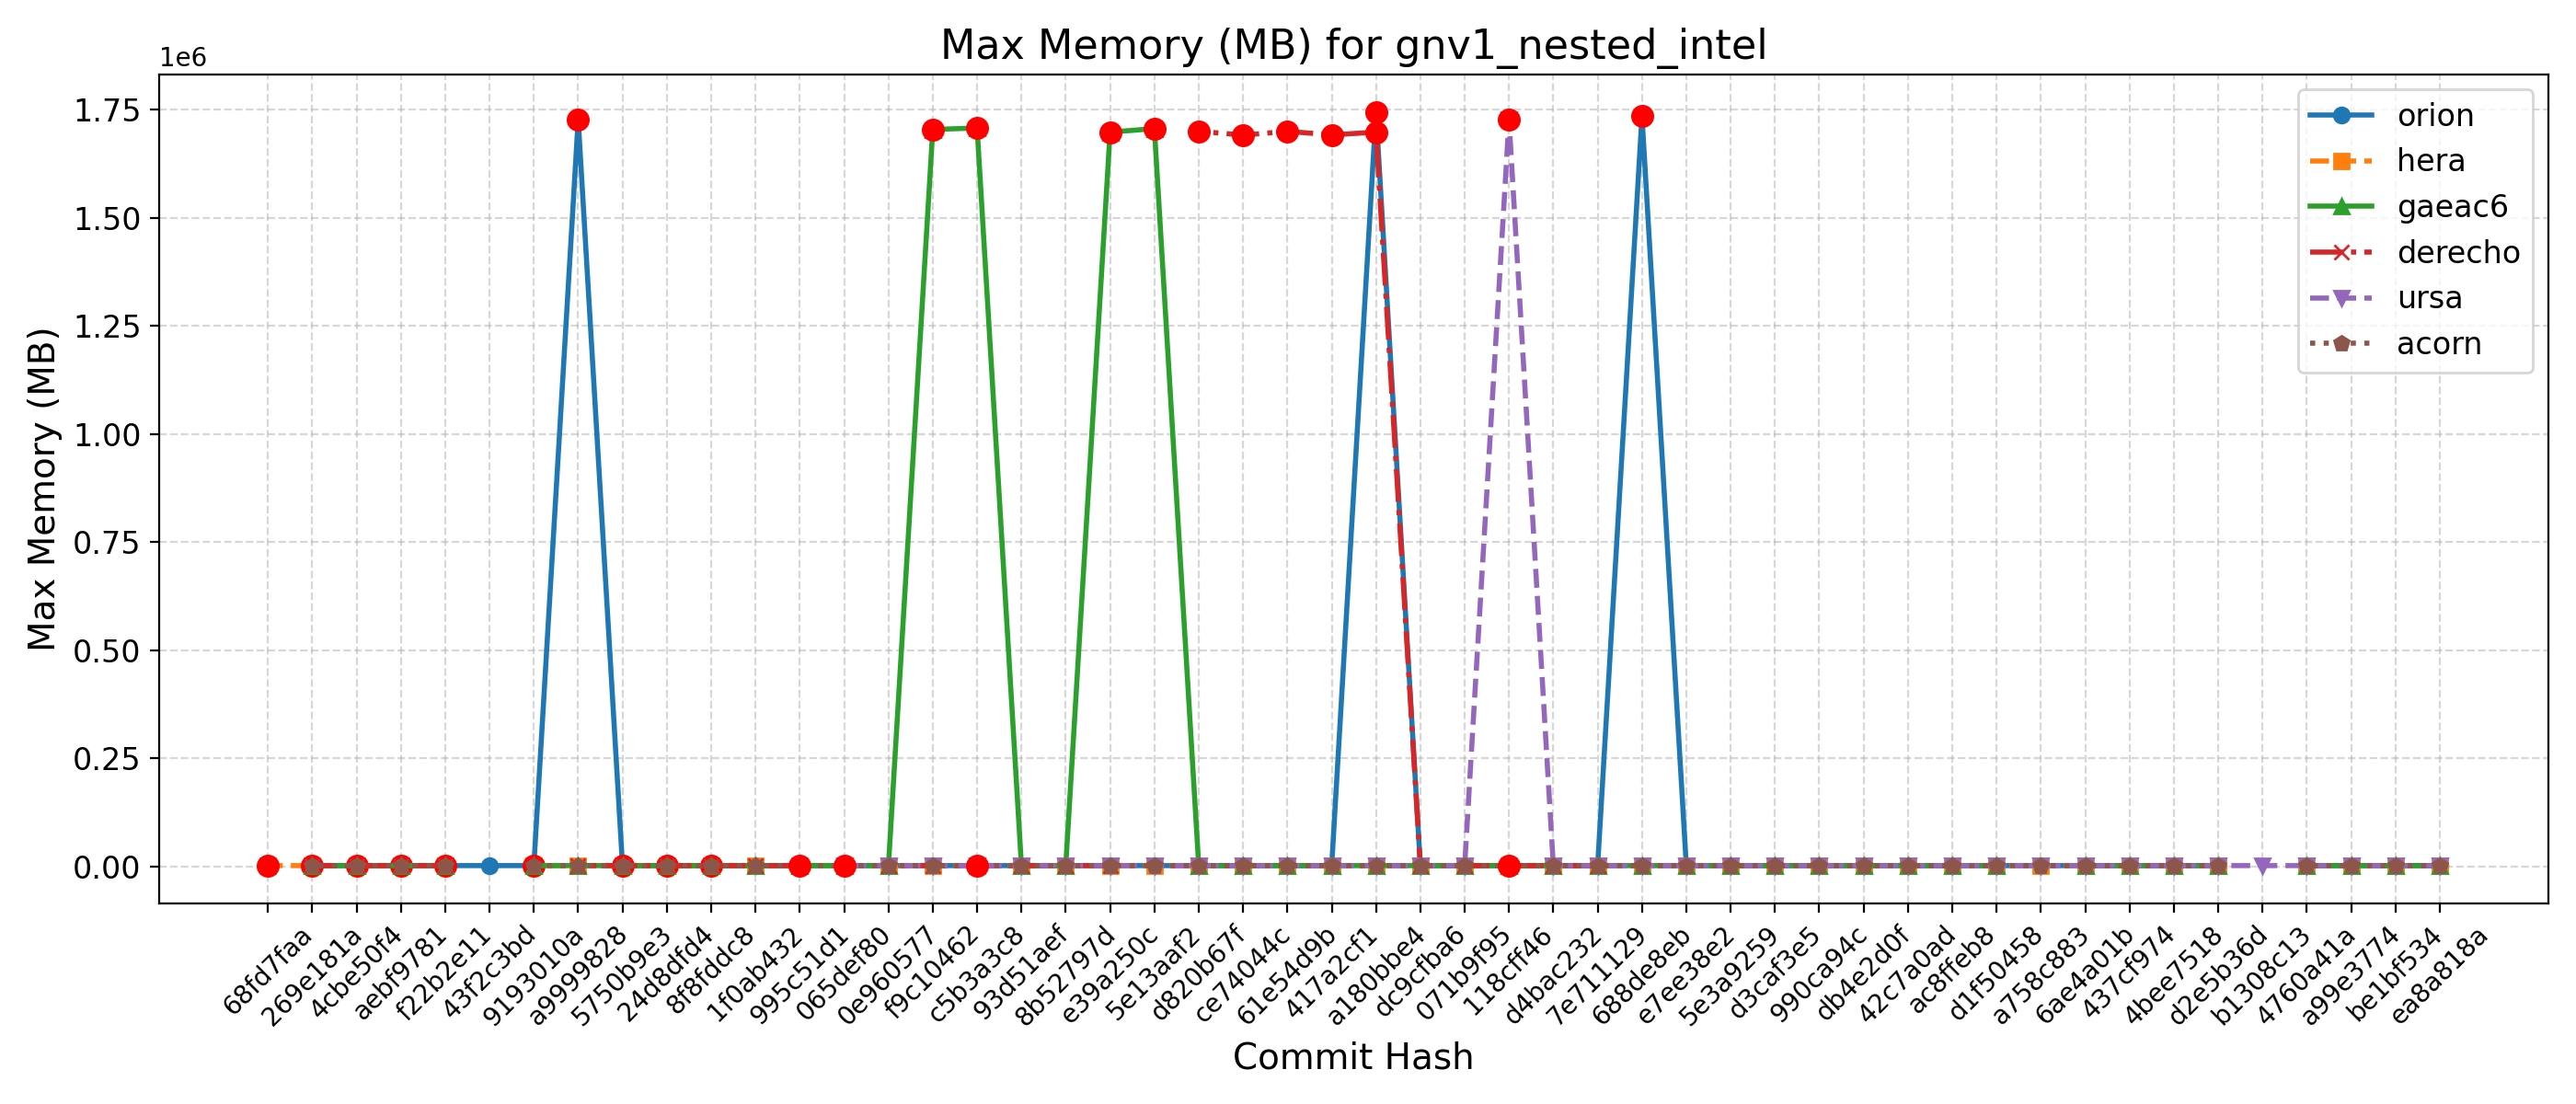 Max Memory (MB) for gnv1_nested_intel
1e6
1.75
1.50
1.25
1.00
0.75
0.50
0.25
0.00
Max Memory (MB)
orion
hera
gaeac6
derecho
ursa
acorn
68fd7faa
269e181a
4cbe50f4
aebf9781
f22b2e11
43f2c3bd
9193010a
a9999828
5750b9e3
24d8dfd4
8f8fddc8
1f0ab432
995c51d1
065def80
0e960577
f9c10462
c5b3a3c8
93d51aef
8b52797d
e39a250c
5e13aaf2
d820b67f
ce74044c
61e54d9b
417a2cf1
a180bbe4
dc9cfba6
071b9f95
118cff46
d4bac232
7e711129
688de8eb
e7ee38e2
5e3a9259
d3caf3e5
990ca94c
db4e2d0f
42c7a0ad
ac8ffeb8
d1f50458
a758c883
6ae4a01b
437cf974
4bee7518
d2e5b36d
b1308c13
4760a41a
a99e3774
be1bf534
ea8a818a
Commit Hash